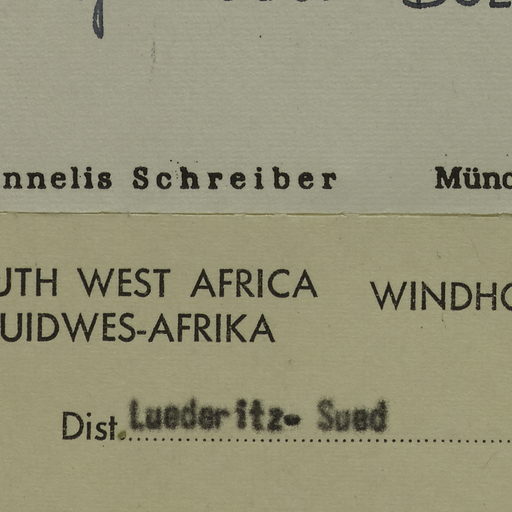 nnelis Schreiber Münc
UTH WEST AFRICA WINDHO
UIDWES-AFRIKA
Dist. Luederitz- Sued